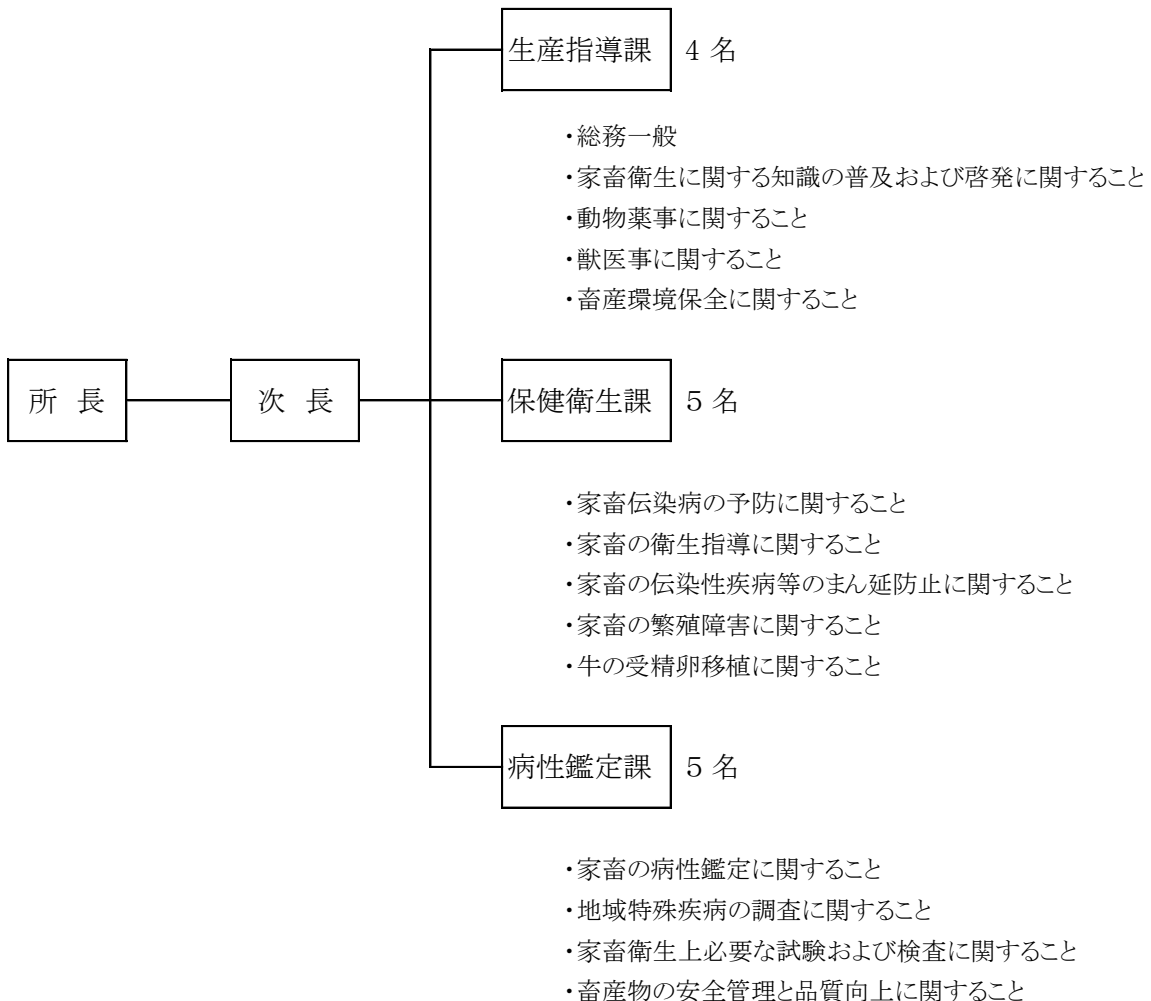 生産指導課 4 名
・総務一般
・家畜衛生に関する知識の普及および啓発に関すること
・動物薬事に関すること
・獣医事に関すること
・畜産環境保全に関すること
所 長
次 長
保健衛生課 5 名
・家畜伝染病の予防に関すること
・家畜の衛生指導に関すること
・家畜の伝染性疾病等のまん延防止に関すること
・家畜の繁殖障害に関すること
・牛の受精卵移植に関すること
病性鑑定課 5 名
・家畜の病性鑑定に関すること
・地域特殊疾病の調査に関すること
・家畜衛生上必要な試験および検査に関すること
・畜産物の安全管理と品質向上に関すること